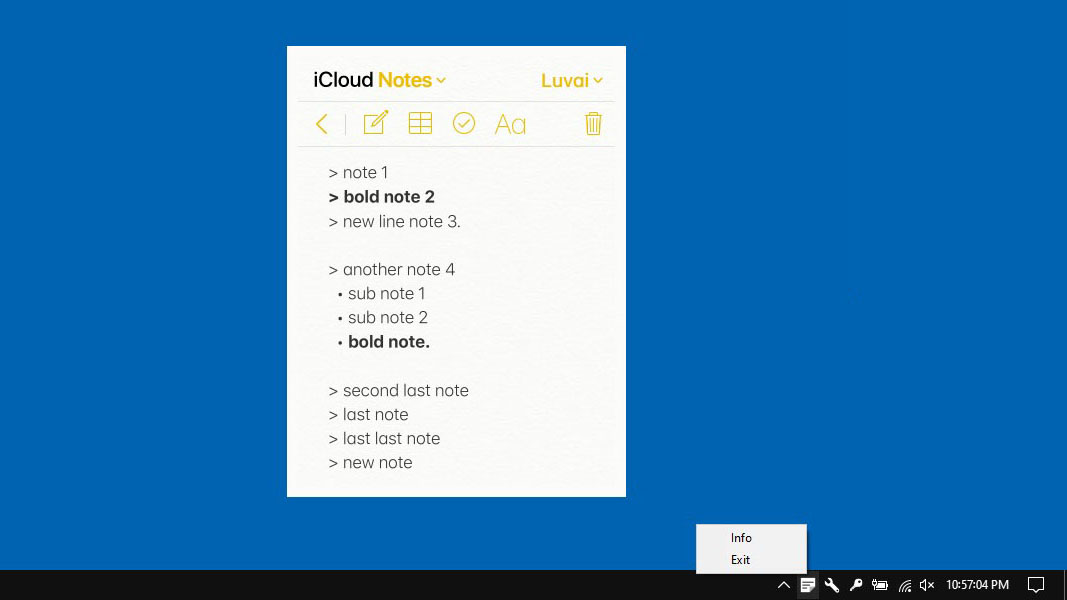 iCloud Notes
Luvai
Aa
> note 1
> bold note 2
> new line note 3.
> another note 4
• sub note 1
• sub note 2
• bold note.
> second last note
> last note
> last last note
> new note
Info
Exit
10:57:04 PM